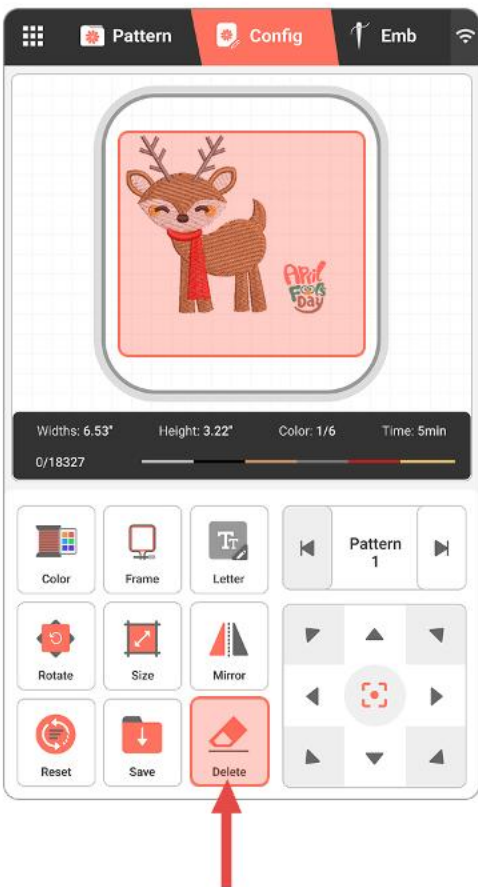 Pattern
Config
Emb
APRIL
FOOLS
DAY
Widths: 6.53" Height: 3.22" Color: 1/6 Time: 5min
0/18327
Color
Frame
Letter
Pattern
1
Rotate
Size
Mirror
Reset
Save
Delete